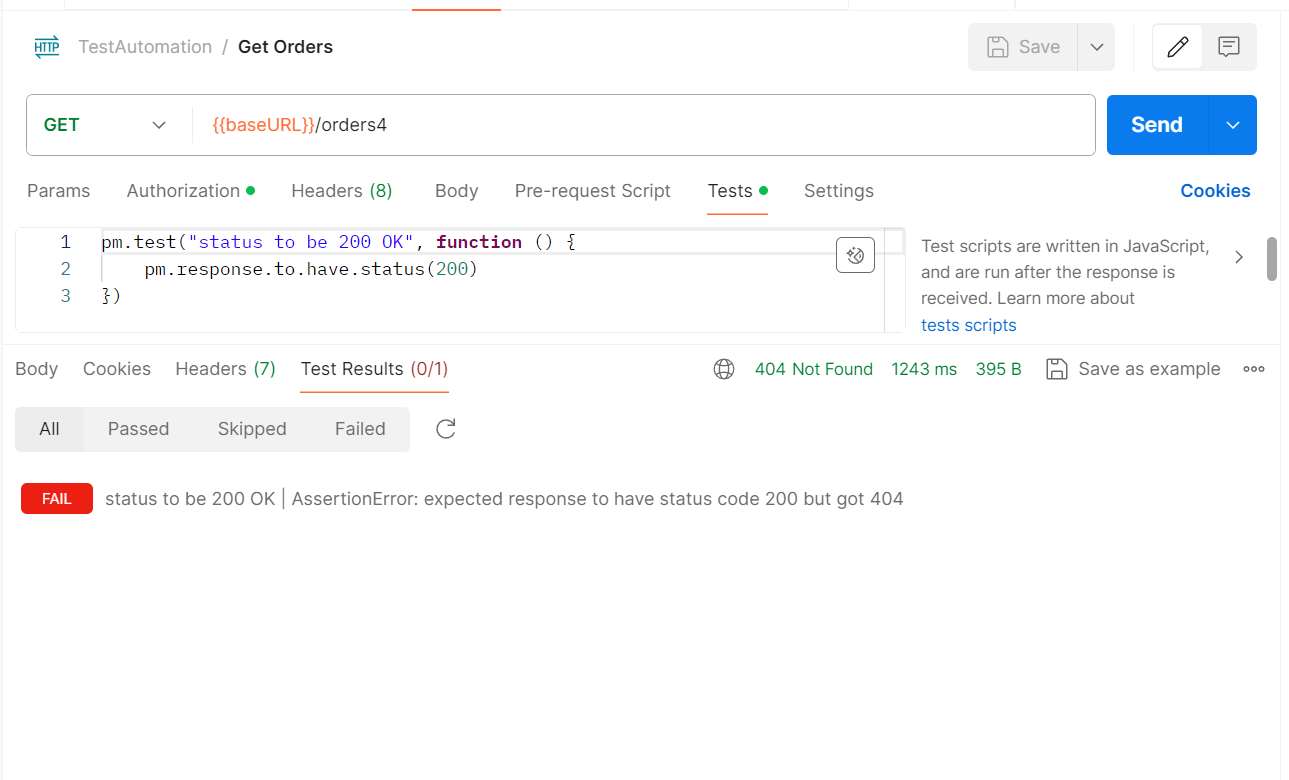 HTTP TestAutomation / Get Orders Save
GET {{baseURL}}/orders4 Send
Params Authorization Headers (8) Body Pre-request Script Tests Settings Cookies
1 pm.test("status to be 200 OK", function () {
2 pm.response.to.have.status(200)
3 })
Test scripts are written in JavaScript,
and are run after the response is
received. Learn more about
tests scripts
Body Cookies Headers (7) Test Results (0/1) 404 Not Found 1243 ms 395 B Save as example
All Passed Skipped Failed
FAIL status to be 200 OK | AssertionError: expected response to have status code 200 but got 404